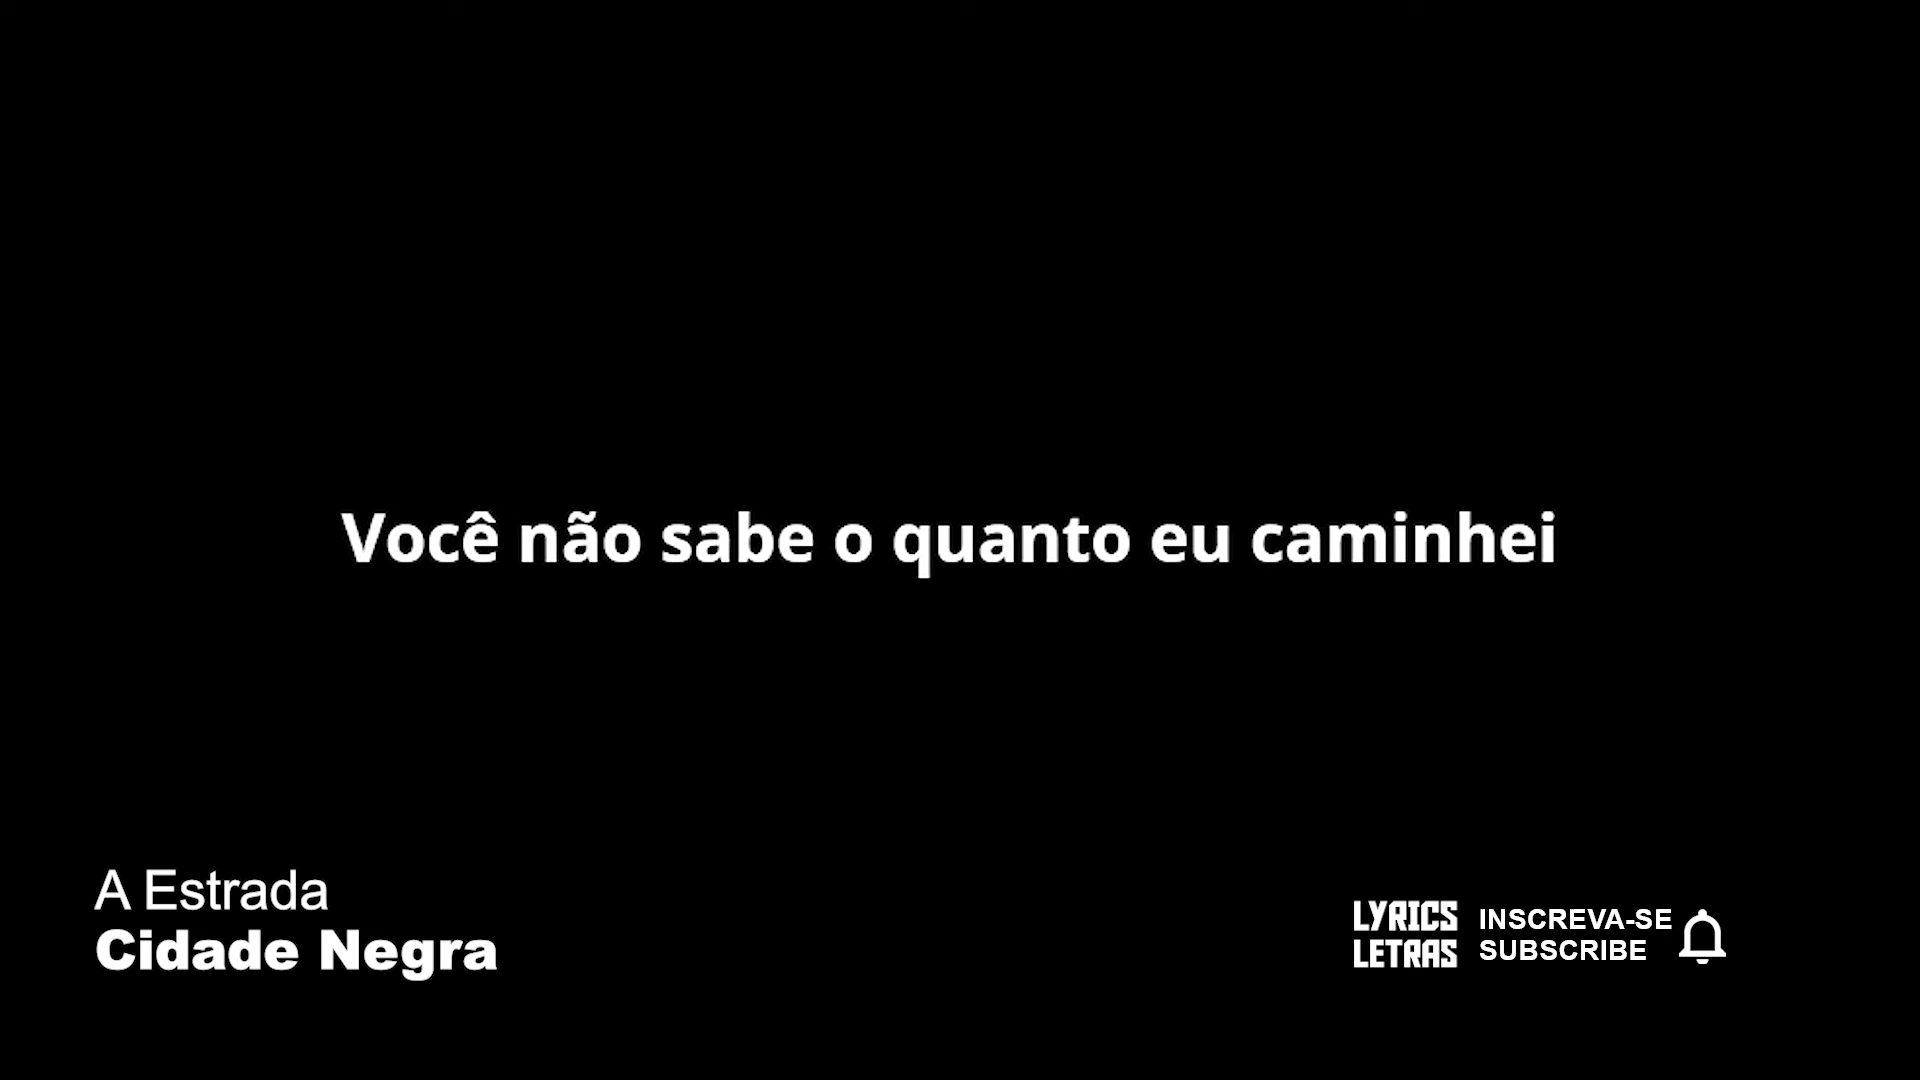 Você não sabe o quanto eu caminhei
A Estrada
Cidade Negra
LYRICS
LETRAS
INSCREVA-SE
SUBSCRIBE